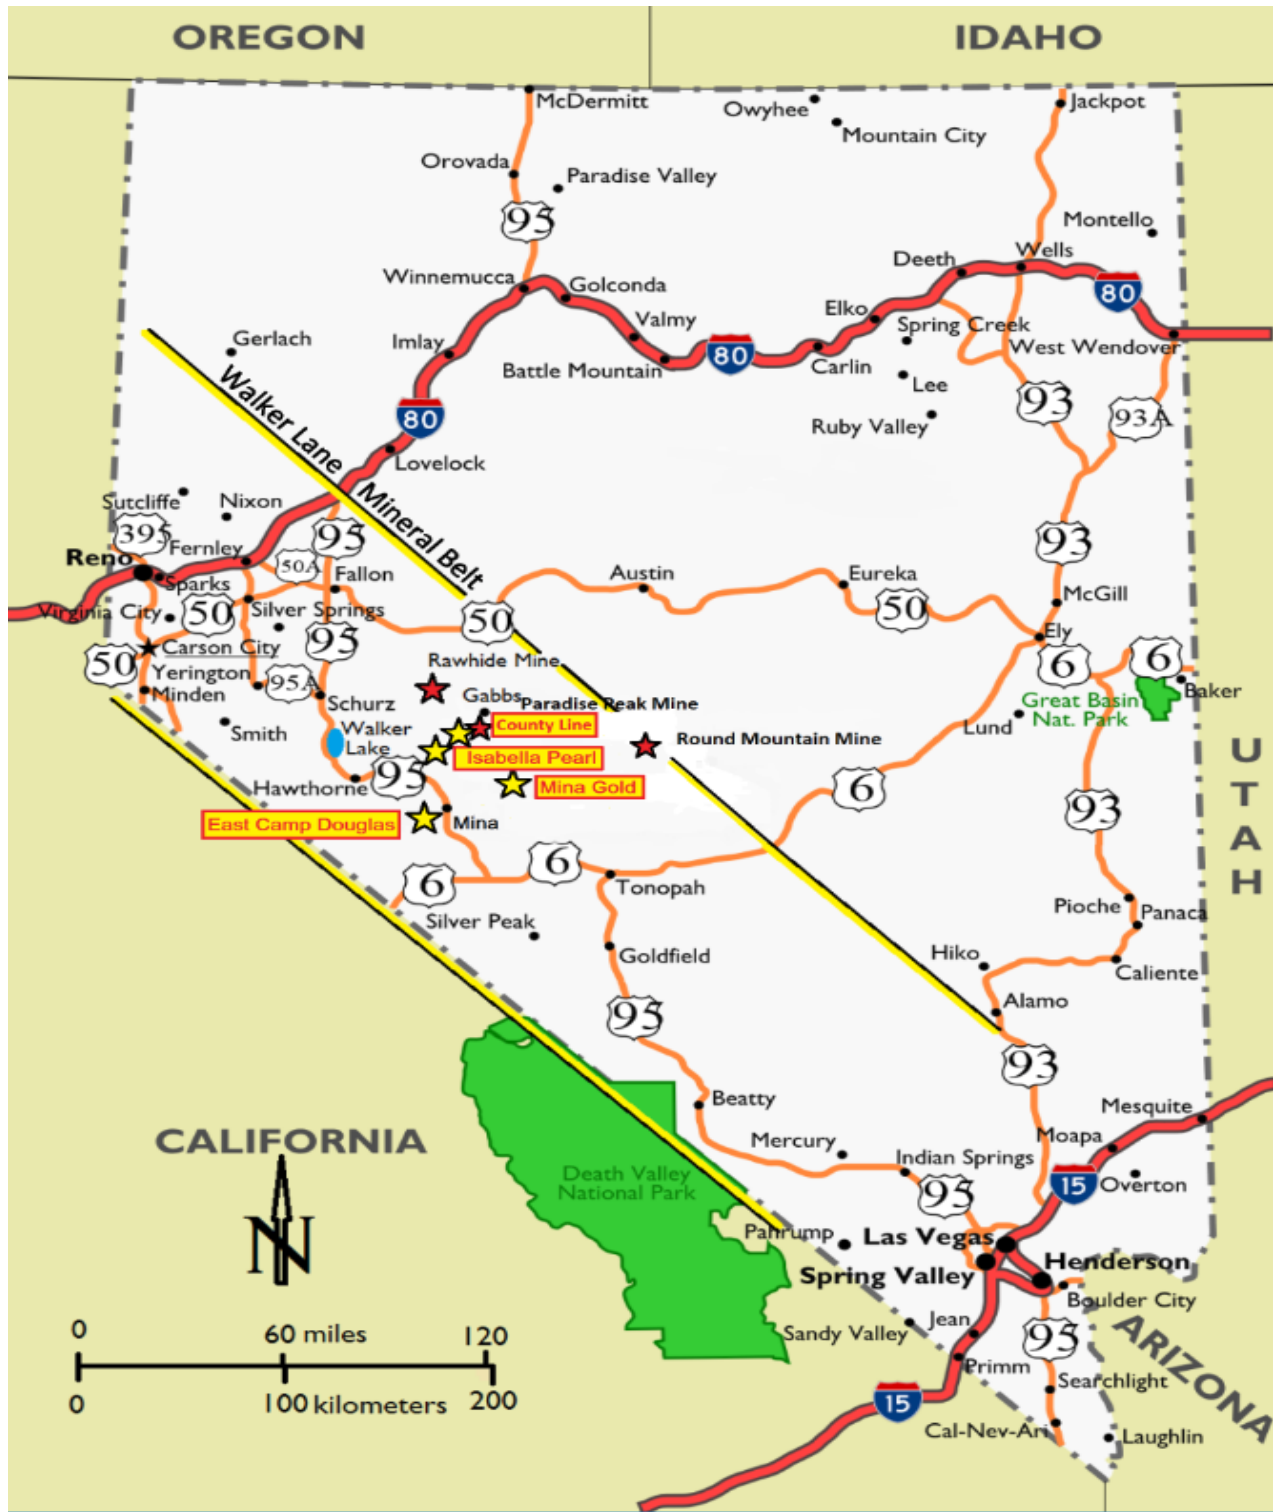 OREGON
IDAHO
McDermitt
Owyhee
Jackpot
Mountain City
Orovada
Paradise Valley
95
Montello
Wells
Deeth
Winnemucca
Golconda
80
Elko
Valmy
Spring Creek
Gerlach
Imlay
80
West Wendover
Battle Mountain
Carlin
Lee
Walker Lane Mineral Belt
80
93
93A
Ruby Valley
Lovelock
Sutcliffe
Nixon
395
95
93
Reno
Fernley
50A
Fallon
Austin
Eureka
Sparks
McGill
Virginia City
50
Silver Springs
50
50
Carson City
95
Ely
50
Rawhide Mine
6
6
Yerington
95A
Minden
Schurz
Gabbs
Paradise Peak Mine
Great Basin
Nat. Park
Baker
Smith
Walker
Lake
County Line
Round Mountain Mine
Lund
Isabella Pearl
Hawthorne
95
Mina Gold
6
93
UTAH
East Camp Douglas
Mina
6
6
Tonopah
Silver Peak
Pioche
Panaca
Goldfield
Hiko
Caliente
Alamo
95
93
Beatty
Mesquite
CALIFORNIA
Mercury
Moapa
Indian Springs
Death Valley
National Park
95
15
Overton
N
Pahrump
Las Vegas
Spring Valley
Henderson
Boulder City
0 60 miles 120
Sandy Valley
Jean
95
ARIZONA
Primm
0 100 kilometers 200
15
Searchlight
Cal-Nev-Ari
Laughlin